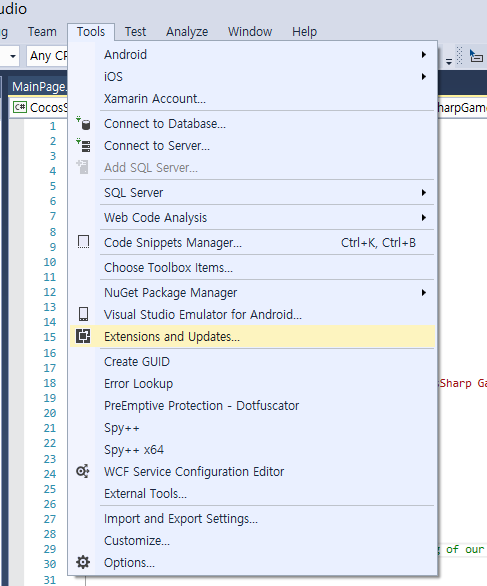 udio
g Team Tools Test Analyze Window Help
Any CP
Android
iOS
MainPage.
Xamarin Account...
C# CocosS
harpGame
Connect to Database...
Connect to Server...
Add SQL Server...
SQL Server
Web Code Analysis
Code Snippets Manager... Ctrl+K, Ctrl+B
Choose Toolbox Items...
NuGet Package Manager
Visual Studio Emulator for Android...
Extensions and Updates...
Create GUID
Error Lookup
sSharp Ga
PreEmptive Protection - Dotfuscator
Spy++
Spy++ x64
WCF Service Configuration Editor
External Tools...
Import and Export Settings...
Customize...
g of our
Options...
1
2
3
4
5
6
7
8
9
10
11
12
13
14
15
16
17
18
19
20
21
22
23
24
25
26
27
28
29
30
31